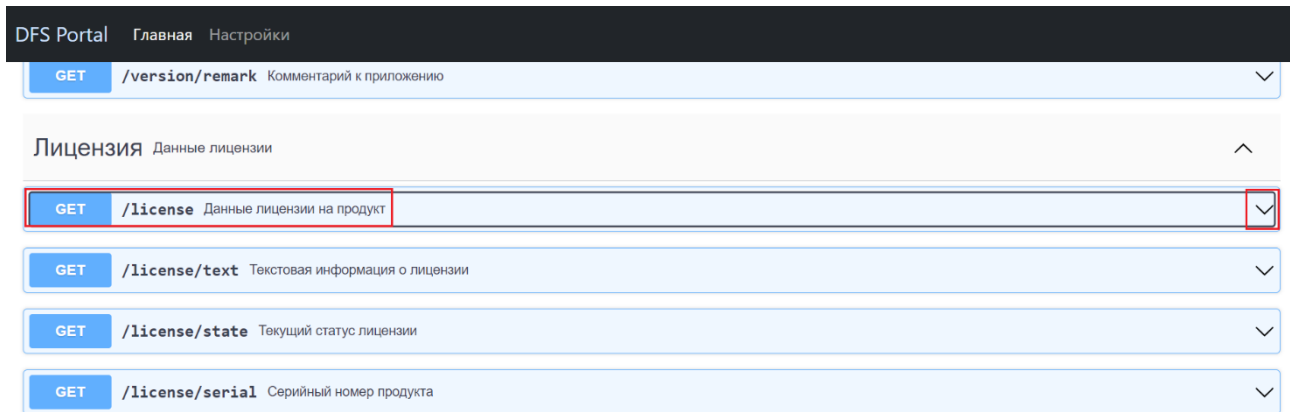 DFS Portal Главная Настройки
GET /version/remark Комментарий к приложению
Лицензия Данные лицензии
GET /license Данные лицензии на продукт
GET /license/text Текстовая информация о лицензии
GET /license/state Текущий статус лицензии
GET /license/serial Серийный номер продукта